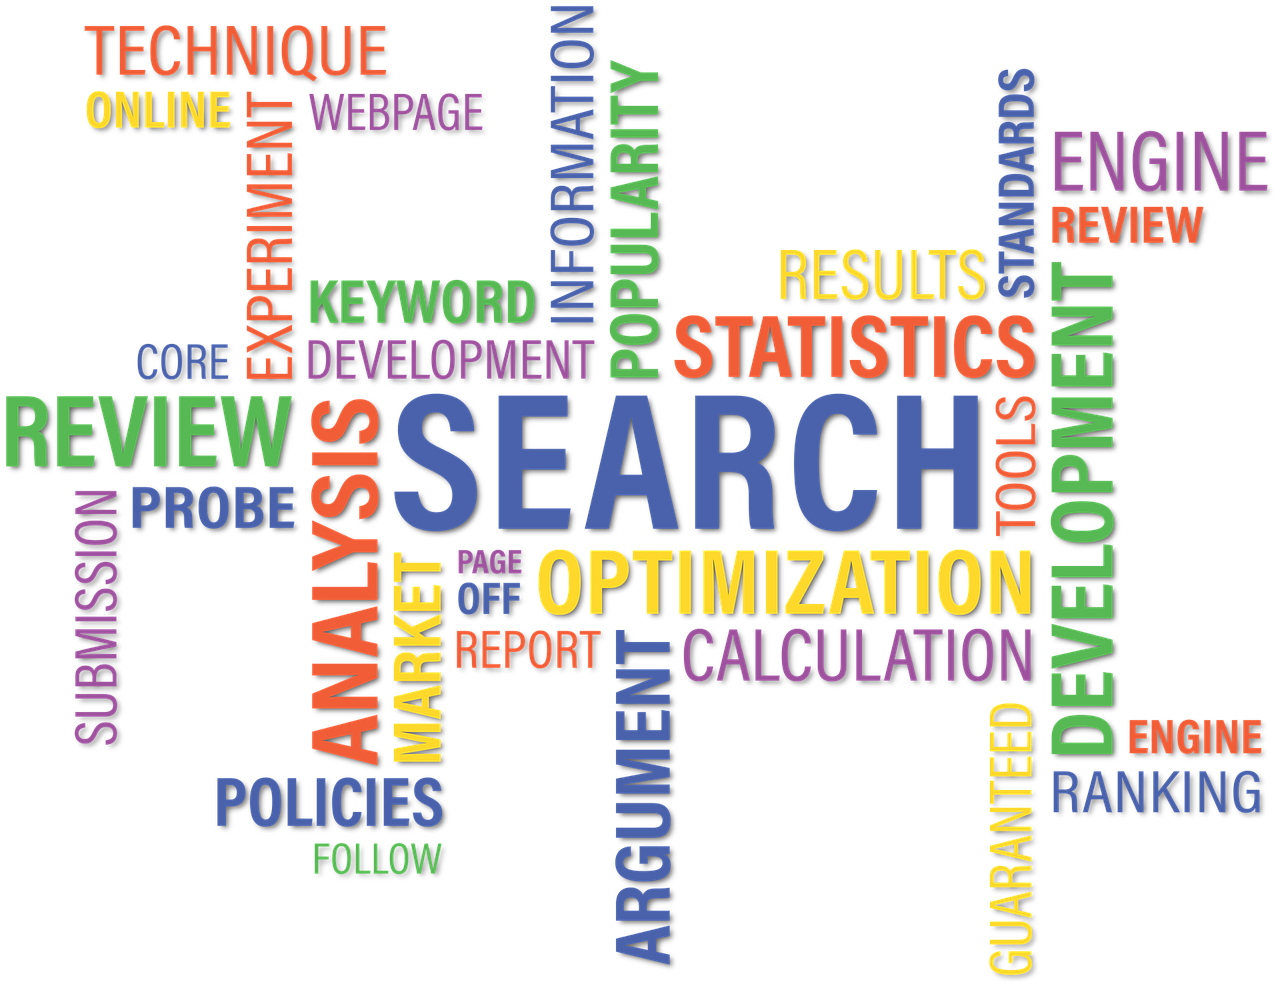 TECHNIQUE
ONLINE
EXPERIMENT
WEBPAGE
INFORMATION
POPULARITY
STANDARDS
ENGINE
REVIEW
RESULTS
KEYWORD
CORE
DEVELOPMENT
STATISTICS
DEVELOPMENT
REVIEW
ANALYSIS
SEARCH
TOOLS
PROBE
SUBMISSION
MARKET
PAGE
OFF
OPTIMIZATION
REPORT
ARGUMENT
CALCULATION
GUARANTEED
ENGINE
RANKING
POLICIES
FOLLOW